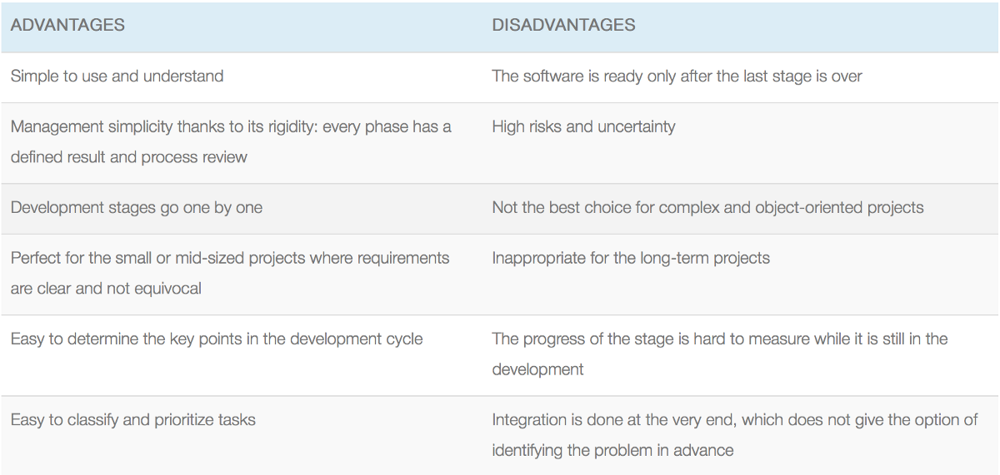 ADVANTAGES
DISADVANTAGES
Simple to use and understand
The software is ready only after the last stage is over
Management simplicity thanks to its rigidity: every phase has a
defined result and process review
High risks and uncertainty
Development stages go one by one
Not the best choice for complex and object-oriented projects
Perfect for the small or mid-sized projects where requirements
are clear and not equivocal
Inappropriate for the long-term projects
Easy to determine the key points in the development cycle
The progress of the stage is hard to measure while it is still in the
development
Easy to classify and prioritize tasks
Integration is done at the very end, which does not give the option of
identifying the problem in advance